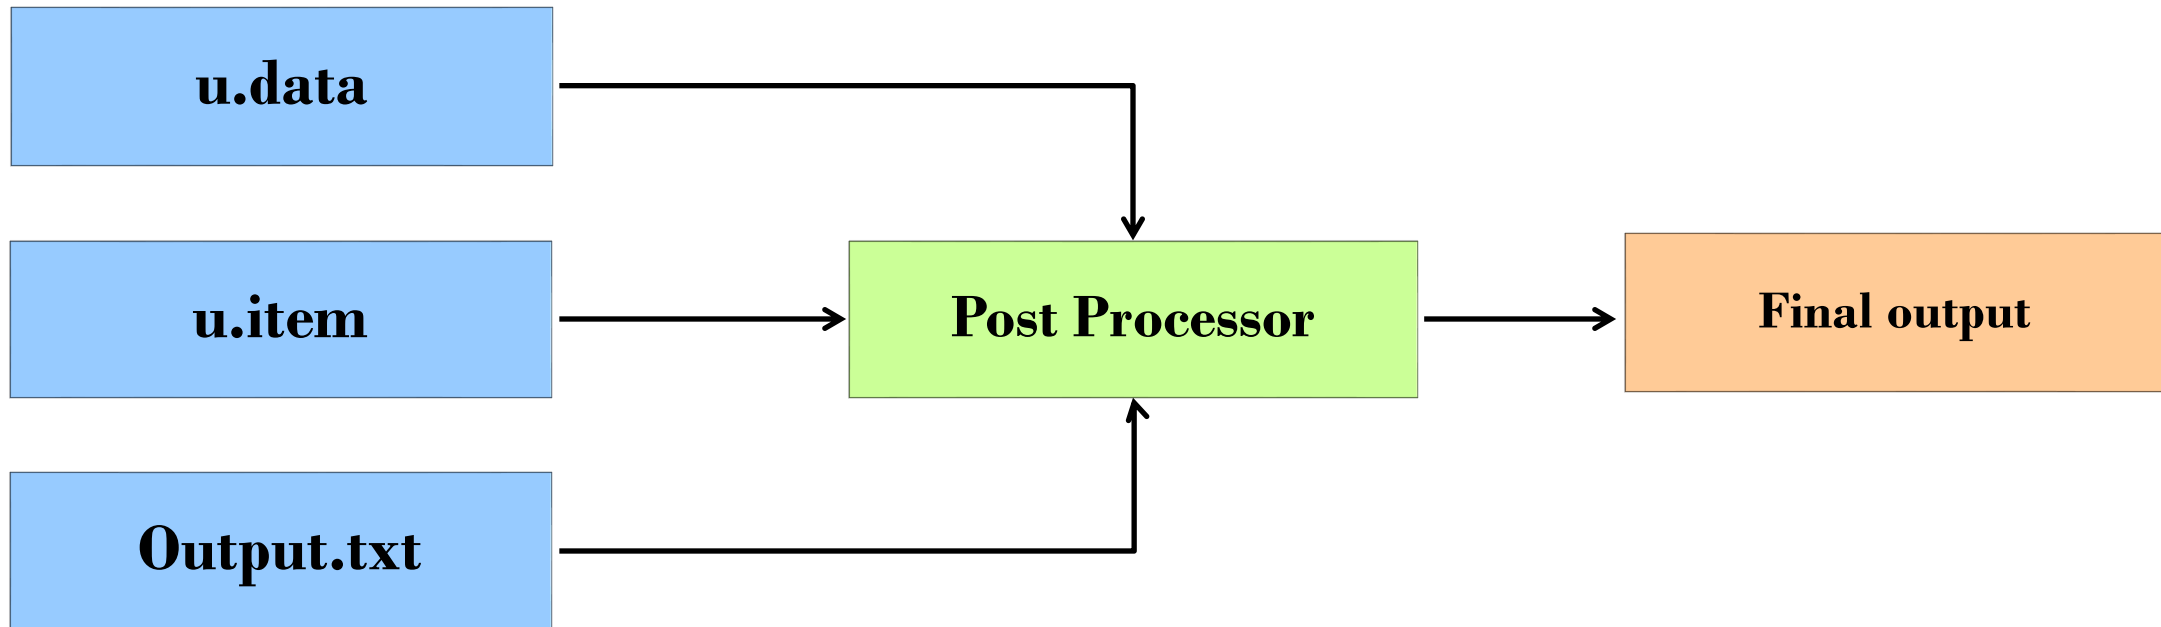 u.data
u.item
Post Processor
Final output
Output.txt